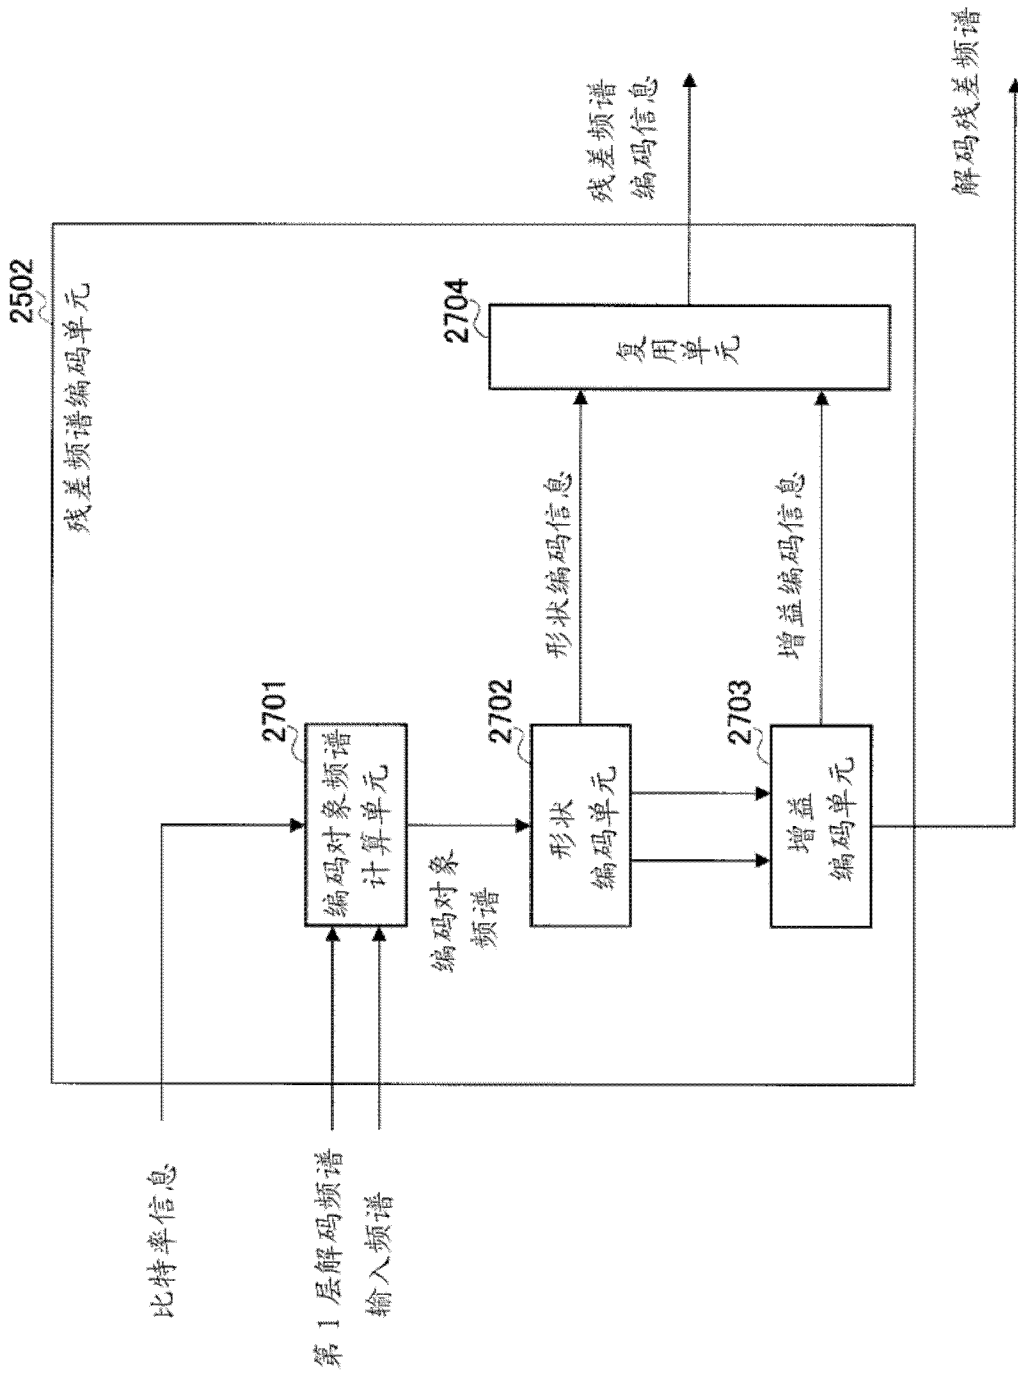 2502
残差频谱编码单元
比特率信息
第1层解码频谱
输入频谱
2701
编码对象频谱
计算单元
编码对象
频谱
2702
形状
编码单元
形状编码信息
2703
增益
编码单元
增益编码信息
2704
复用单元
残差频谱
编码信息
解码残差频谱